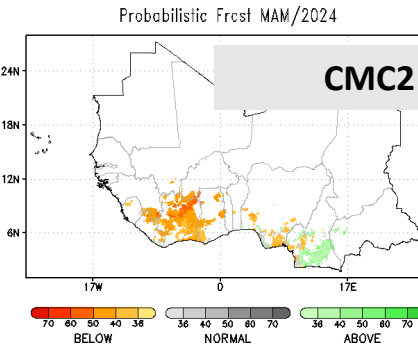 Probabilistic Frcst MAM/2024
CMC2
24N
18N
12N
6N
17W 0 17E
70 60 50 40 36 36 40 50 60 70 36 40 50 60 70
BELOW NORMAL ABOVE